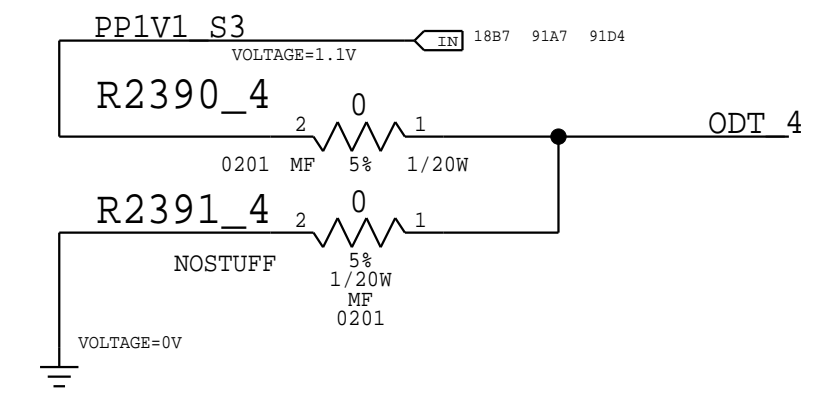 PP1V1_S3
IN 18B7 91A7 91D4
VOLTAGE=1.1V
R2390_4
0
2 1
ODT_4
0201 MF 5% 1/20W
R2391_4
0
2 1
NOSTUFF
5%
1/20W
MF
0201
VOLTAGE=0V